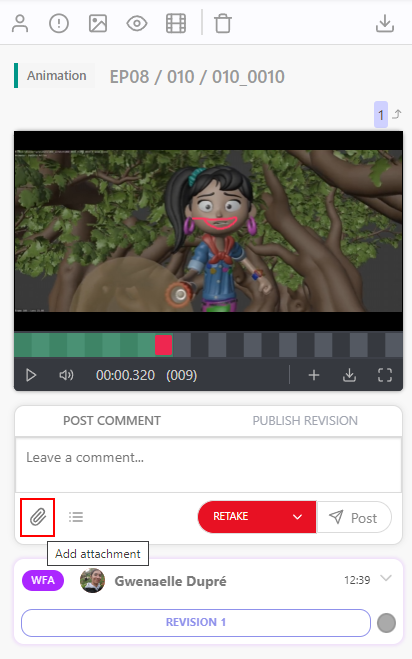 Animation EP08 / 010 / 010_0010
1
00:00.320 (009)
POST COMMENT PUBLISH REVISION
Leave a comment...
RETAKE Post
Add attachment
WFA Gwenaelle Dupré 12:39
REVISION 1